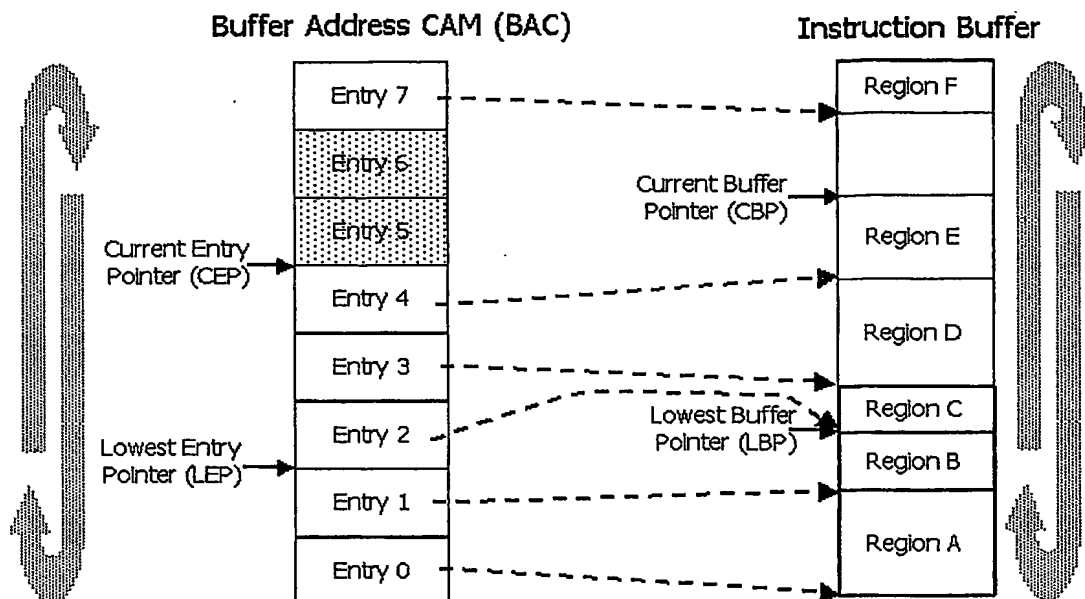 Buffer Address CAM (BAC)
Instruction Buffer
Entry 7
Entry 6
Entry 5
Entry 4
Entry 3
Entry 2
Entry 1
Entry 0
Current Entry
Pointer (CEP)
Lowest Entry
Pointer (LEP)
Current Buffer
Pointer (CBP)
Lowest Buffer
Pointer (LBP)
Region F
Region E
Region D
Region C
Region B
Region A